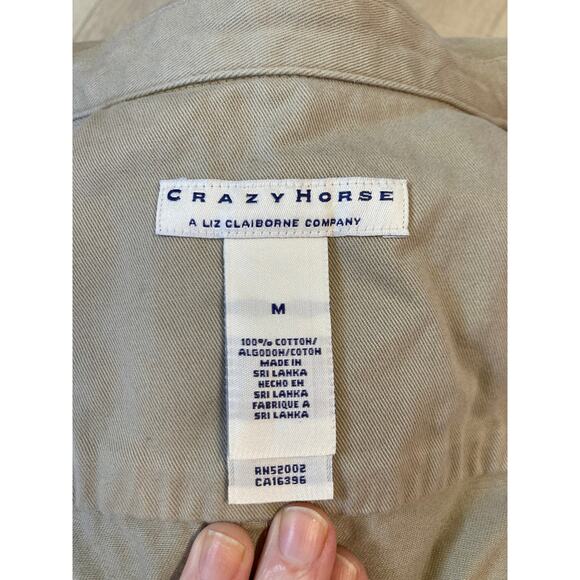 CRAZY HORSE
A LIZ CLAIBORNE COMPANY
M
100% COTTON/
ALGODON/COTON
MADE IN
SRI LANKA
HECHO EN
SRI LANKA
FABRIQUE A
SRI LANKA
RN52002
CA16396